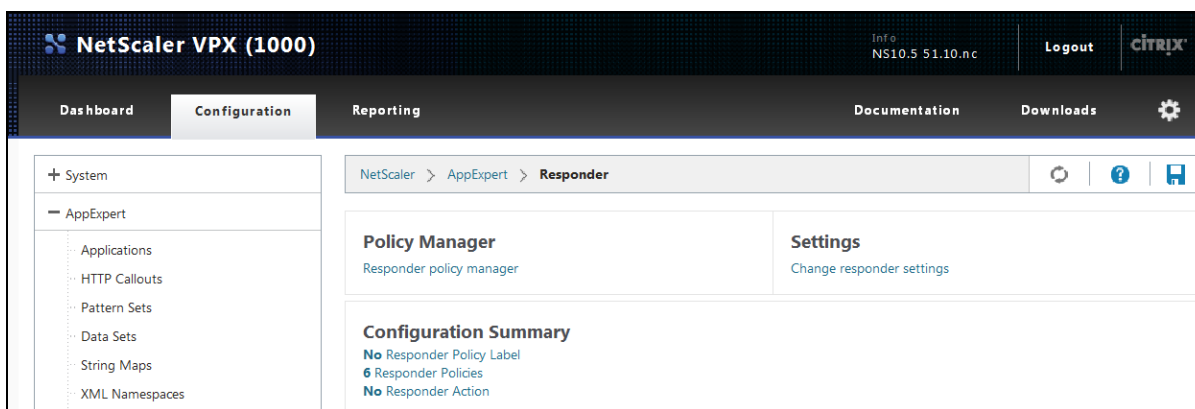 NetScaler VPX (1000)
Info
NS10.5 51.10.nc
Logout
CITRIX
Dashboard
Configuration
Reporting
Documentation
Downloads
+ System
NetScaler > AppExpert > Responder
?
− AppExpert
Applications
HTTP Callouts
Pattern Sets
Data Sets
String Maps
XML Namespaces
Policy Manager
Responder policy manager
Settings
Change responder settings
Configuration Summary
No Responder Policy Label
6 Responder Policies
No Responder Action